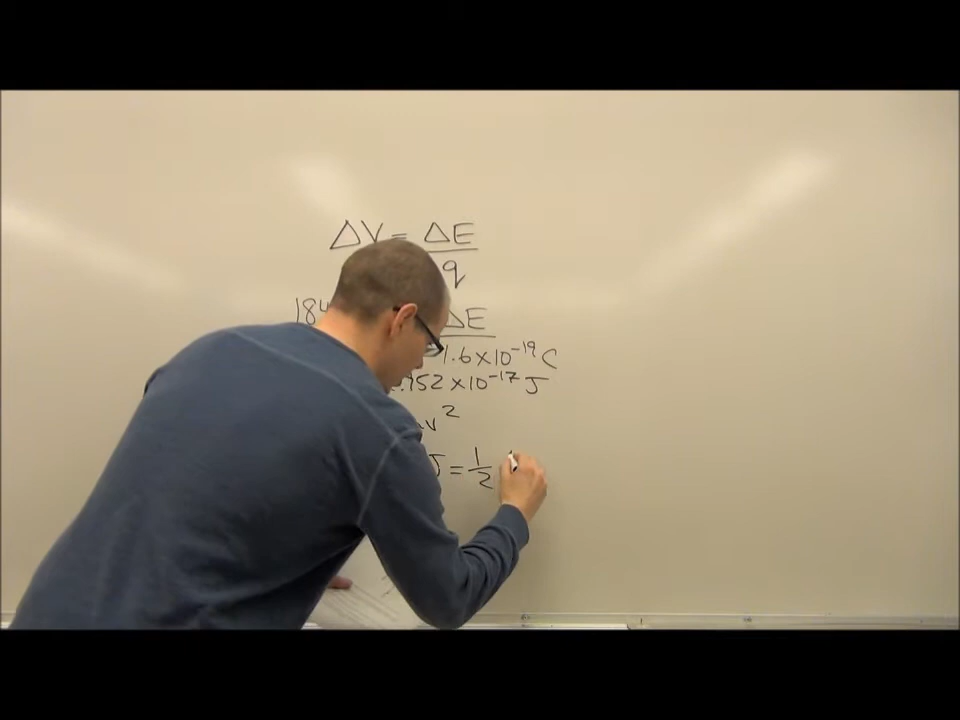 ΔV = ΔE
q
184 ΔE
1.6×10⁻¹⁹ C
.952×10⁻¹⁷ J
v²
J = 1/2